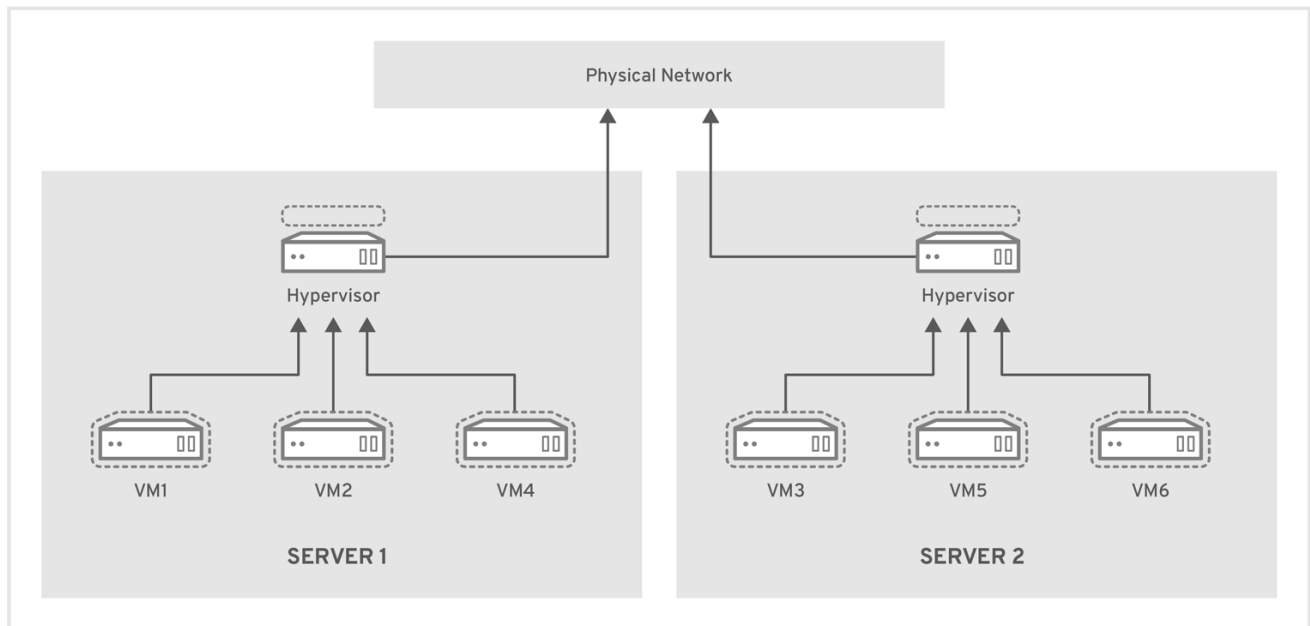 Physical Network
Hypervisor
Hypervisor
VM1
VM2
VM4
VM3
VM5
VM6
SERVER 1
SERVER 2